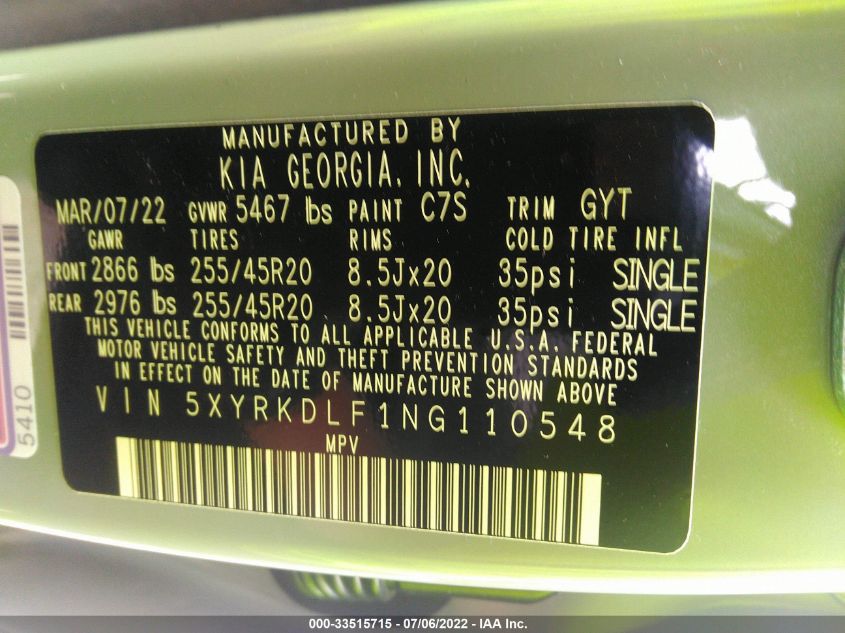 MANUFACTURED BY
KIA GEORGIA, INC.
MAR/07/22 GVWR 5467 lbs PAINT C7S TRIM GYT
GAWR TIRES RIMS COLD TIRE INFL
FRONT 2866 lbs 255/45R20 8.5Jx20 35psi SINGLE
REAR 2976 lbs 255/45R20 8.5Jx20 35psi SINGLE
THIS VEHICLE CONFORMS TO ALL APPLICABLE U.S.A. FEDERAL
MOTOR VEHICLE SAFETY AND THEFT PREVENTION STANDARDS
IN EFFECT ON THE DATE OF MANUFACTURE SHOWN ABOVE
VIN 5XYRKDLF1NG110548
MPV
5410
000-33515715 - 07/06/2022 - IAA Inc.